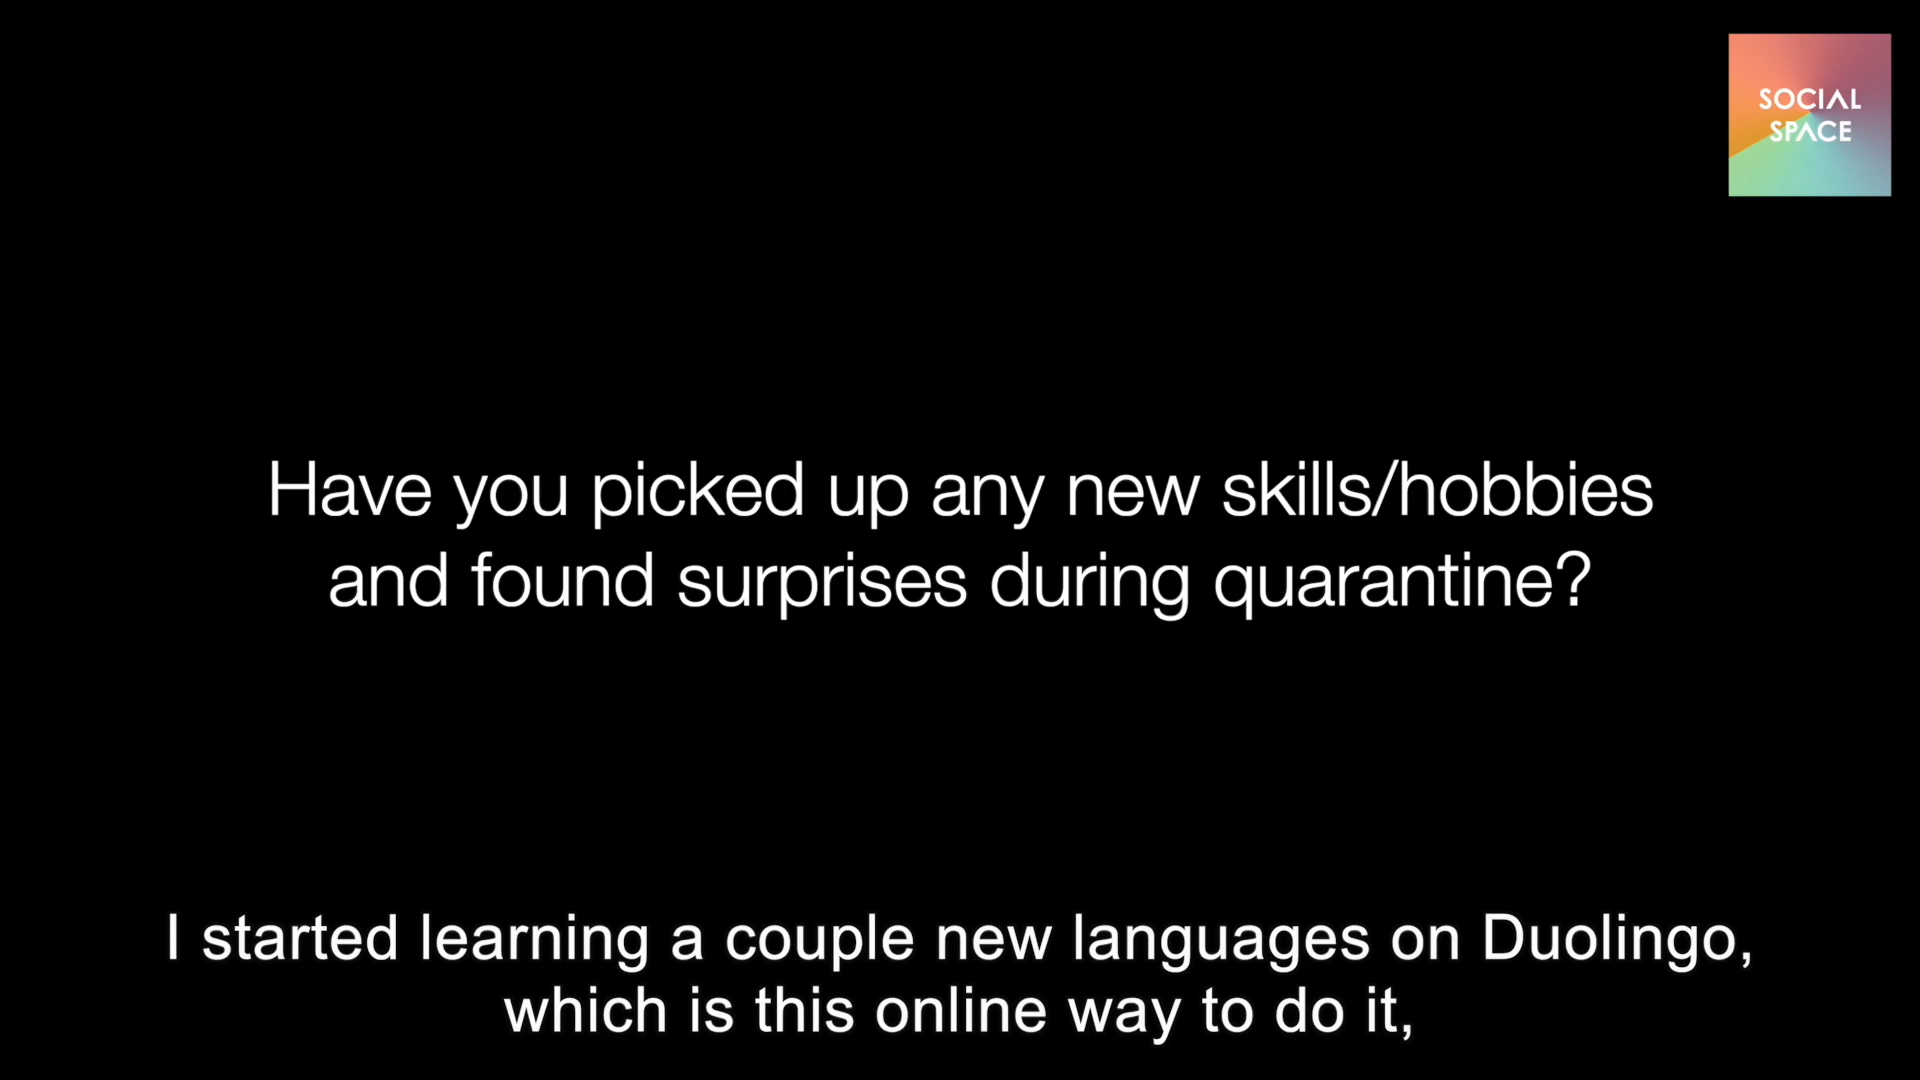 SOCIAL
SPACE
Have you picked up any new skills/hobbies
and found surprises during quarantine?
I started learning a couple new languages on Duolingo,
which is this online way to do it,